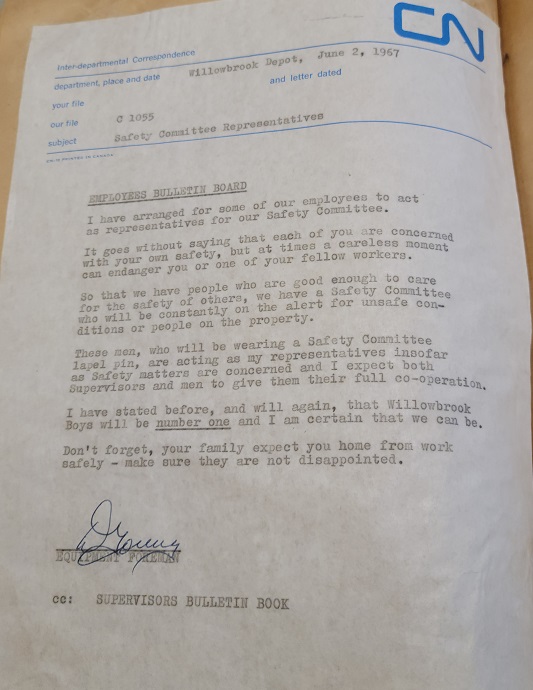 CN
Inter-departmental Correspondence
department, place and date Willowbrook Depot, June 2, 1967
your file and letter dated
our file C 1055
subject Safety Committee Representatives
PRINTED IN CANADA
EMPLOYEES BULLETIN BOARD
I have arranged for some of our employees to act
as representatives for our Safety Committee.
It goes without saying that each of you are concerned
with your own safety, but at times a careless moment
can endanger you or one of your fellow workers.
So that we have people who are good enough to care
for the safety of others, we have a Safety Committee
who will be constantly on the alert for unsafe con-
ditions or people on the property.
These men, who will be wearing a Safety Committee
lapel pin, are acting as my representatives insofar
as Safety matters are concerned and I expect both
Supervisors and men to give them their full co-operation.
I have stated before, and will again, that Willowbrook
Boys will be number one and I am certain that we can be.
Don't forget, your family expect you home from work
safely - make sure they are not disappointed.
EQUIPMENT FOREMAN
cc: SUPERVISORS BULLETIN BOOK